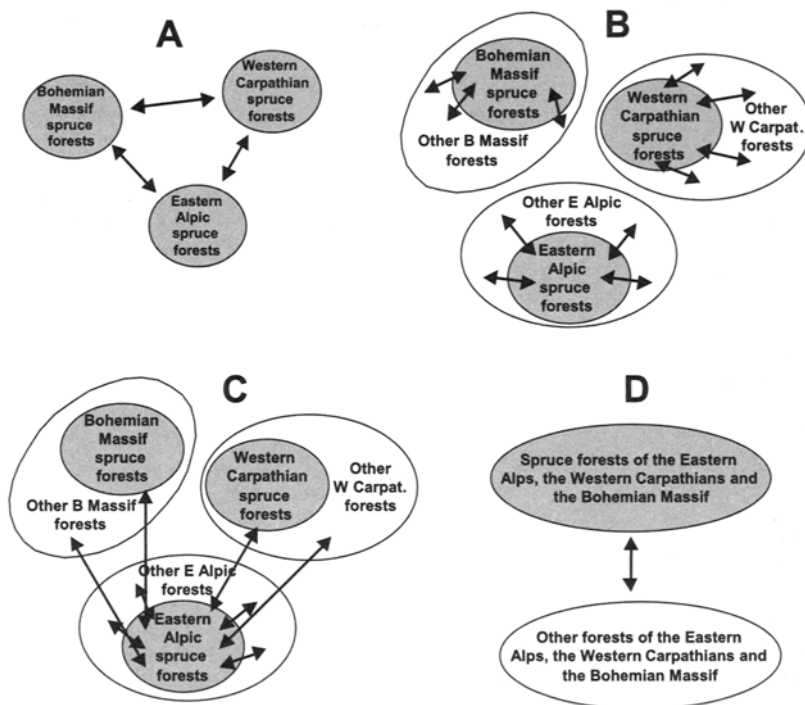 A
Bohemian
Massif
spruce
forests
Western
Carpathian
spruce
forests
Eastern
Alpic
spruce
forests
B
Bohemian
Massif
spruce
forests
Other B Massif
forests
Western
Carpathian
spruce
forests
Other
W Carpat.
forests
Other E Alpic
forests
Eastern
Alpic
spruce
forests
C
Bohemian
Massif
spruce
forests
Other B Massif
forests
Western
Carpathian
spruce
forests
Other
W Carpat.
forests
Other E Alpic
forests
Eastern
Alpic
spruce
forests
D
Spruce forests of the Eastern
Alps, the Western Carpathians and
the Bohemian Massif
Other forests of the Eastern
Alps, the Western Carpathians and
the Bohemian Massif